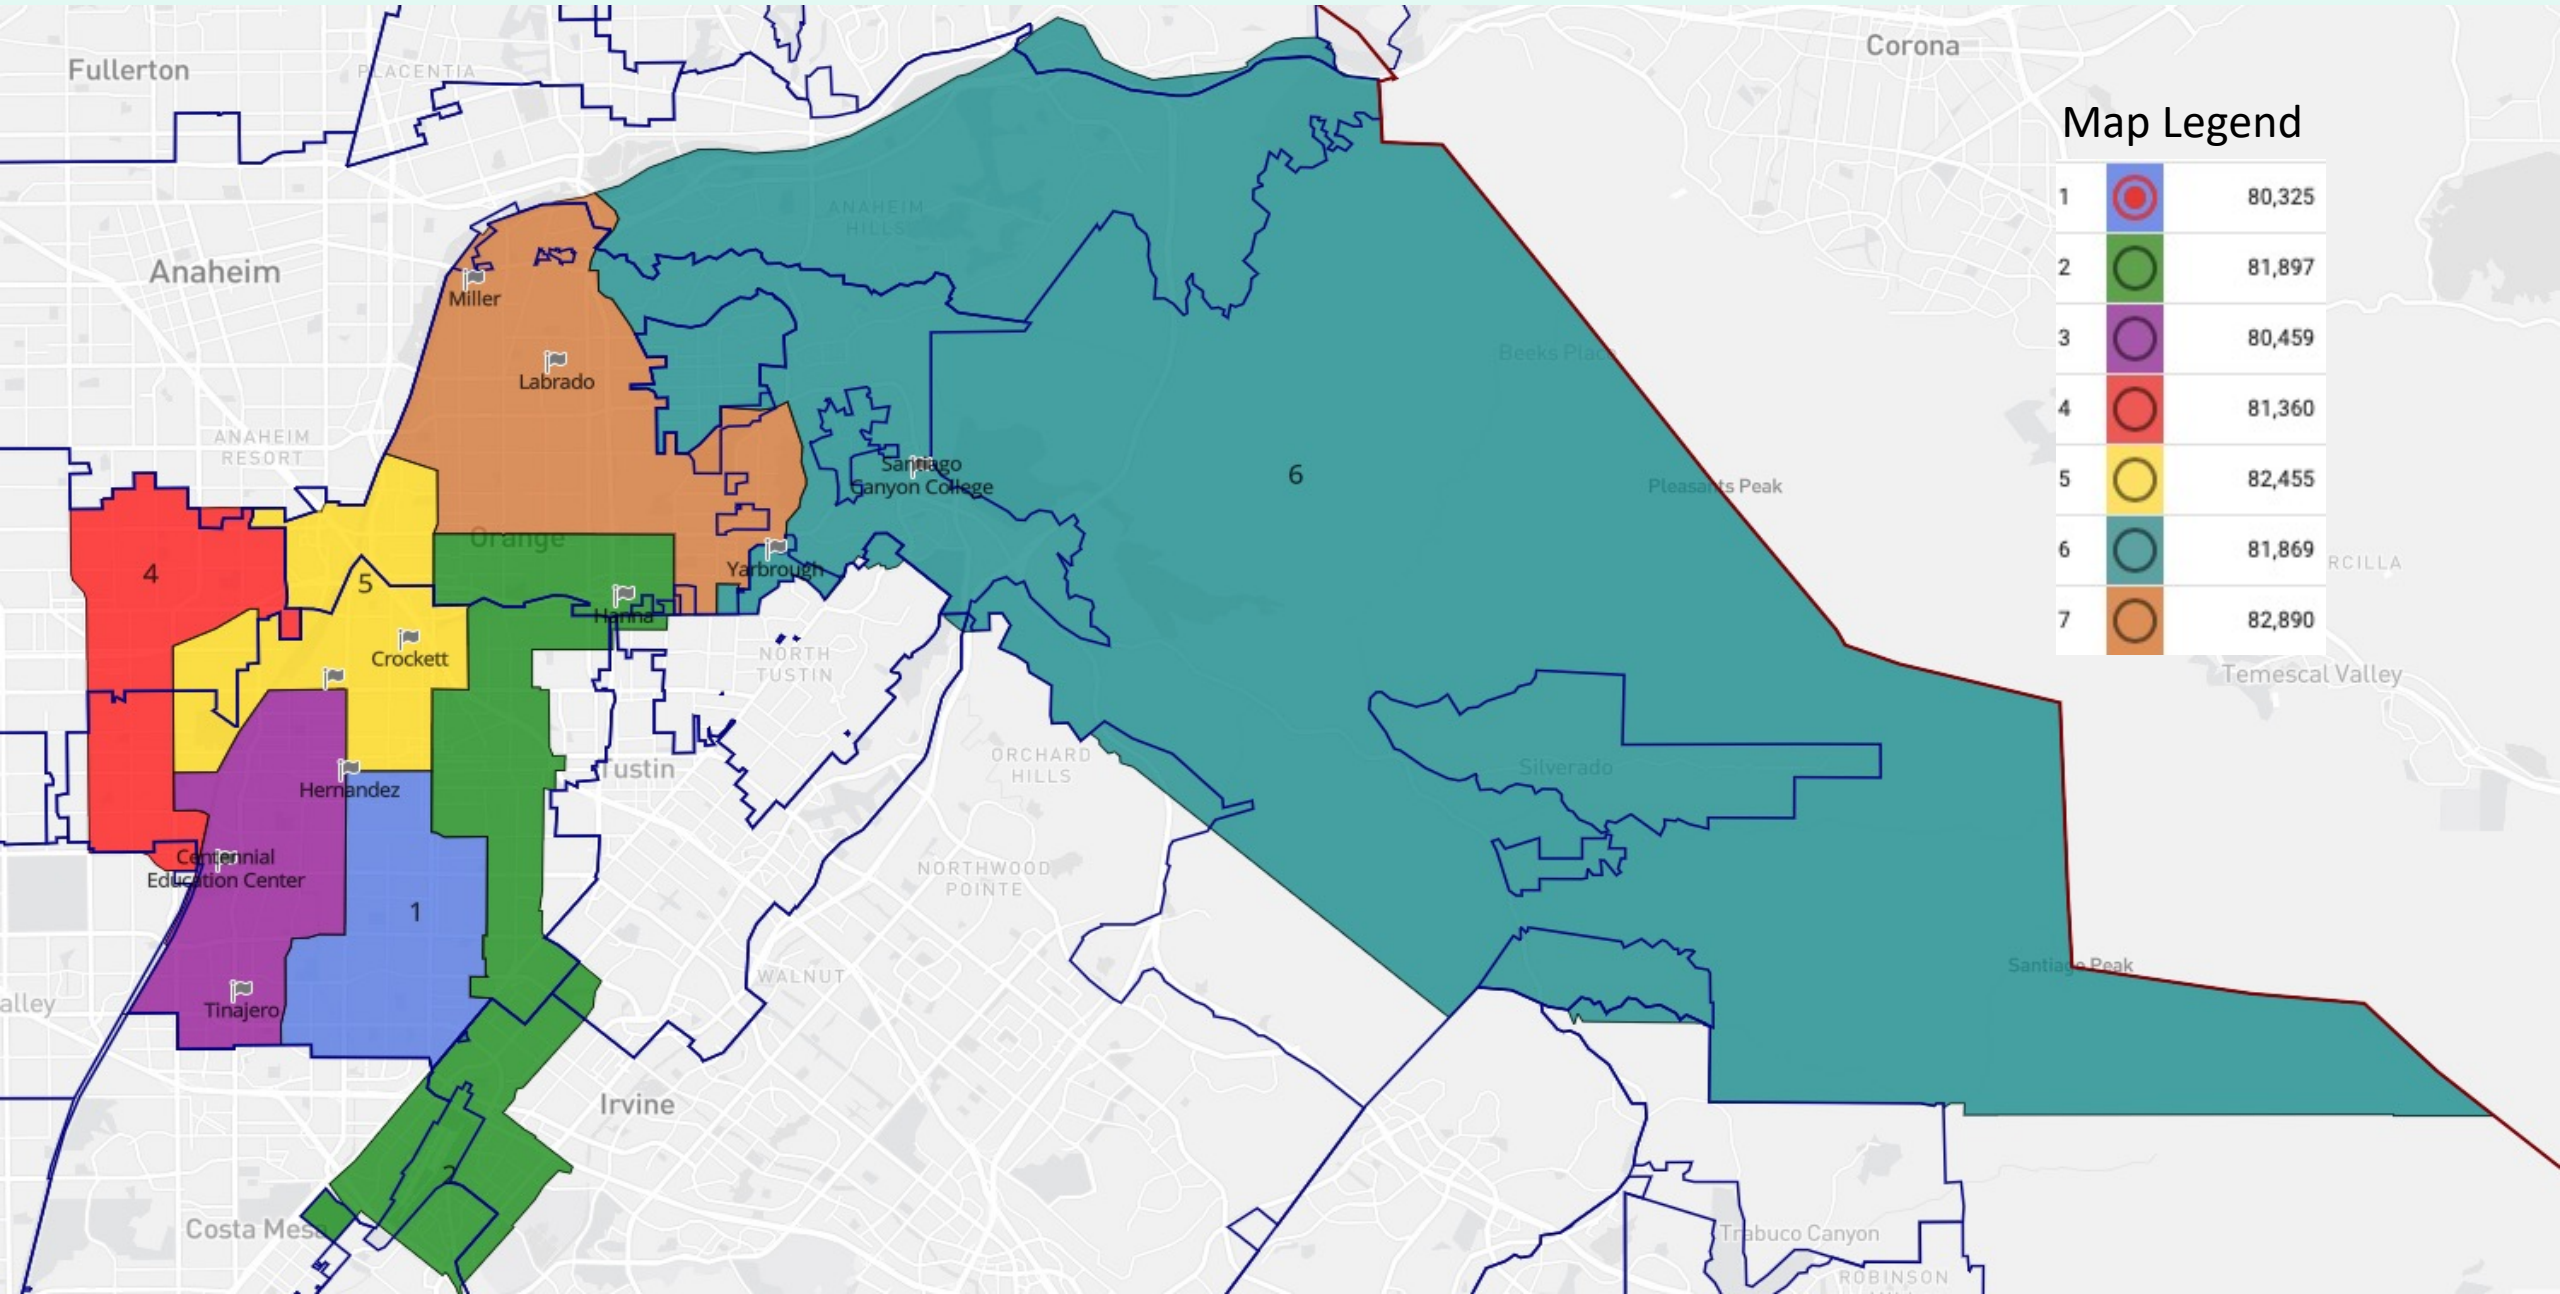 Fullerton
PLACENTIA
Corona
Map Legend
1 80,325
2 81,897
3 80,459
4 81,360
5 82,455
6 81,869
7 82,890
ANAHEIM
HILLS
Anaheim
Miller
Labrado
Beeks Place
ANAHEIM
RESORT
Santiago
Canyon College
6
Pleasants Peak
Orange
4
5
Yarbrough
RCILLA
Hanna
Crockett
NORTH
TUSTIN
Temescal Valley
Tustin
ORCHARD
HILLS
Silverado
Hernandez
Centennial
Education Center
NORTHWOOD
POINTE
1
WALNUT
Santiago Peak
alley
Tinajero
Irvine
2
Costa Mesa
Trabuco Canyon
ROBINSON